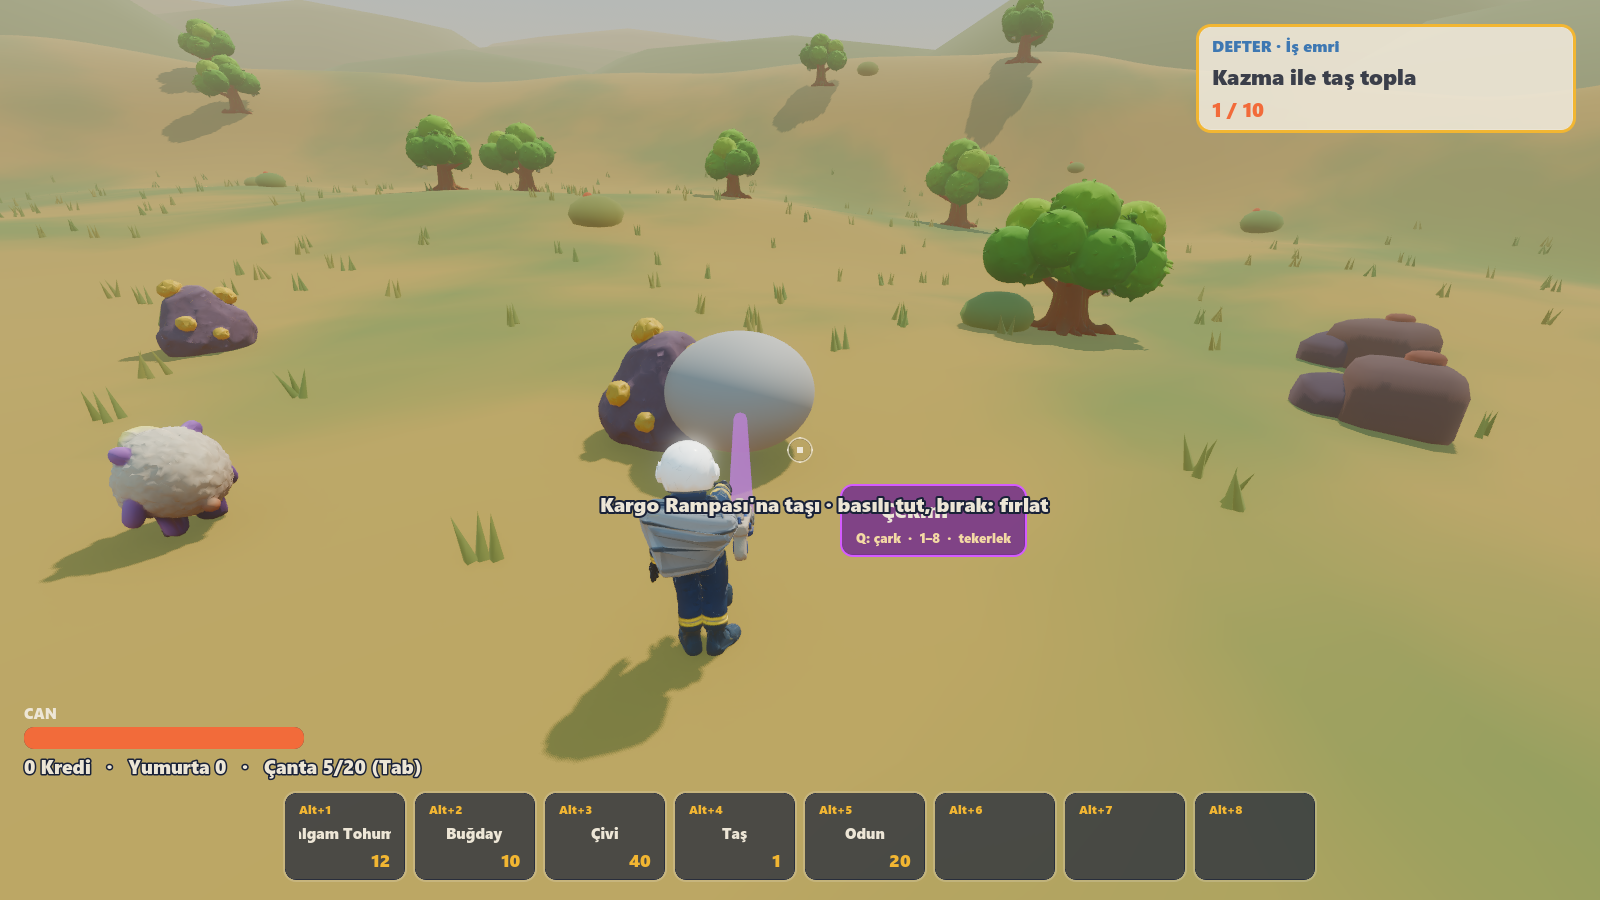 DEFTER · İş emri
Kazma ile taş topla
1 / 10
Kargo Rampası'na taşı · basılı tut, bırak: fırlat
Q: çark · 1–8 · tekerlek
CAN
0 Kredi · Yumurta 0 · Çanta 5/20 (Tab)
Alt+1
Alt+2
Alt+3
Alt+4
Alt+5
Alt+6
Alt+7
Alt+8
Buğday
Çivi
Taş
Odun
12
10
40
1
20